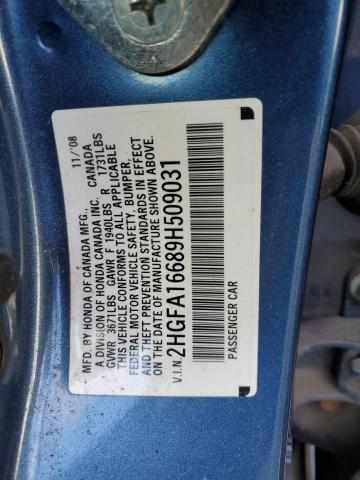 MFD. BY HONDA OF CANADA MFG., 11/'08
A DIVISION OF HONDA CANADA INC. CANADA
GVWR 3671LBS GAWR F 1940LBS R 1731LBS
THIS VEHICLE CONFORMS TO ALL APPLICABLE
FEDERAL MOTOR VEHICLE SAFETY, BUMPER,
AND THEFT PREVENTION STANDARDS IN EFFECT
ON THE DATE OF MANUFACTURE SHOWN ABOVE.
V.I.N. 2HGFA16689H509031
PASSENGER CAR